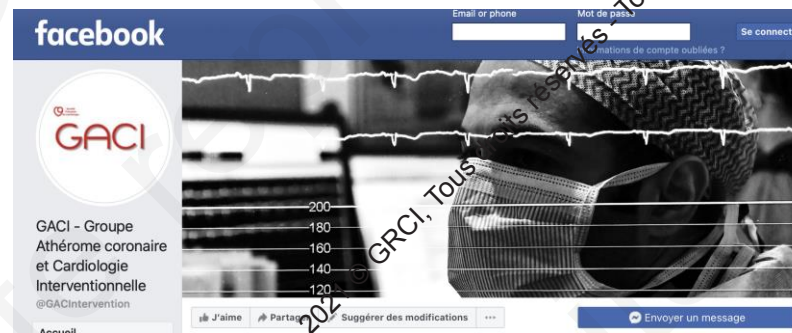 facebook
Email or phone
Mot de passe
Se connect
rmations de compte oubliées ?
GACI
GACI - Groupe
Athérome coronaire
et Cardiologie
Interventionnelle
@GACIntervention
Accueil
200
180
160
140
120
J'aime
Partager
Suggérer des modifications
Envoyer un message
2021 © GRCI, Tous droits réservés - To